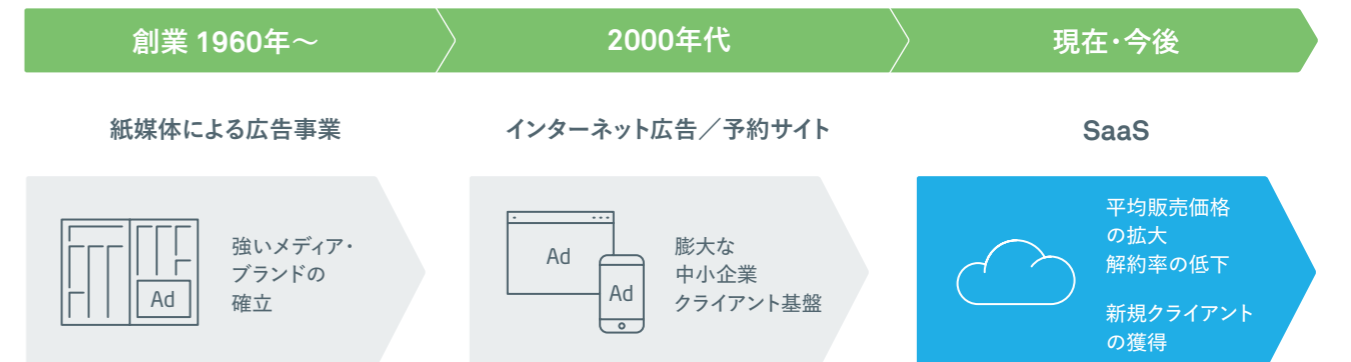 創業 1960年〜
2000年代
現在・今後
紙媒体による広告事業
インターネット広告／予約サイト
SaaS
Ad
強いメディア・
ブランドの
確立
Ad
Ad
膨大な
中小企業
クライアント基盤
平均販売価格
の拡大
解約率の低下
新規クライアント
の獲得